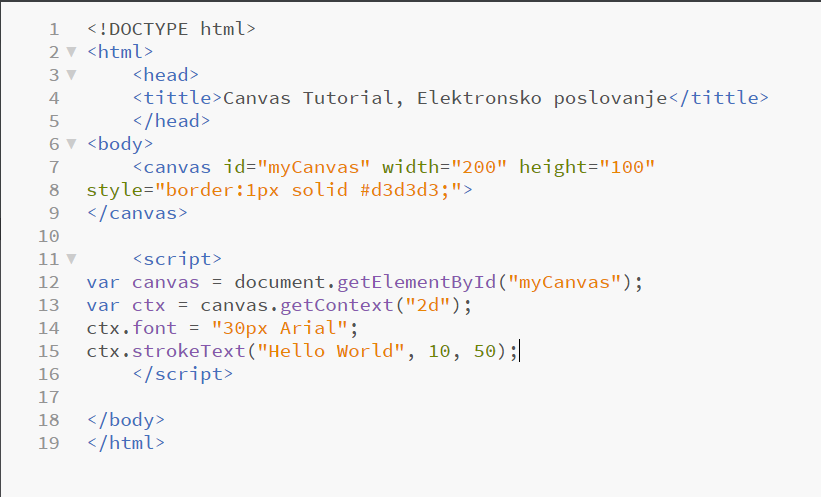 1 <!DOCTYPE html>
2 <html>
3 <head>
4 <tittle>Canvas Tutorial, Elektronsko poslovanje</tittle>
5 </head>
6 <body>
7 <canvas id="myCanvas" width="200" height="100"
8 style="border:1px solid #d3d3d3;">
9 </canvas>
10
11 <script>
12 var canvas = document.getElementById("myCanvas");
13 var ctx = canvas.getContext("2d");
14 ctx.font = "30px Arial";
15 ctx.strokeText("Hello World", 10, 50);
16 </script>
17
18 </body>
19 </html>